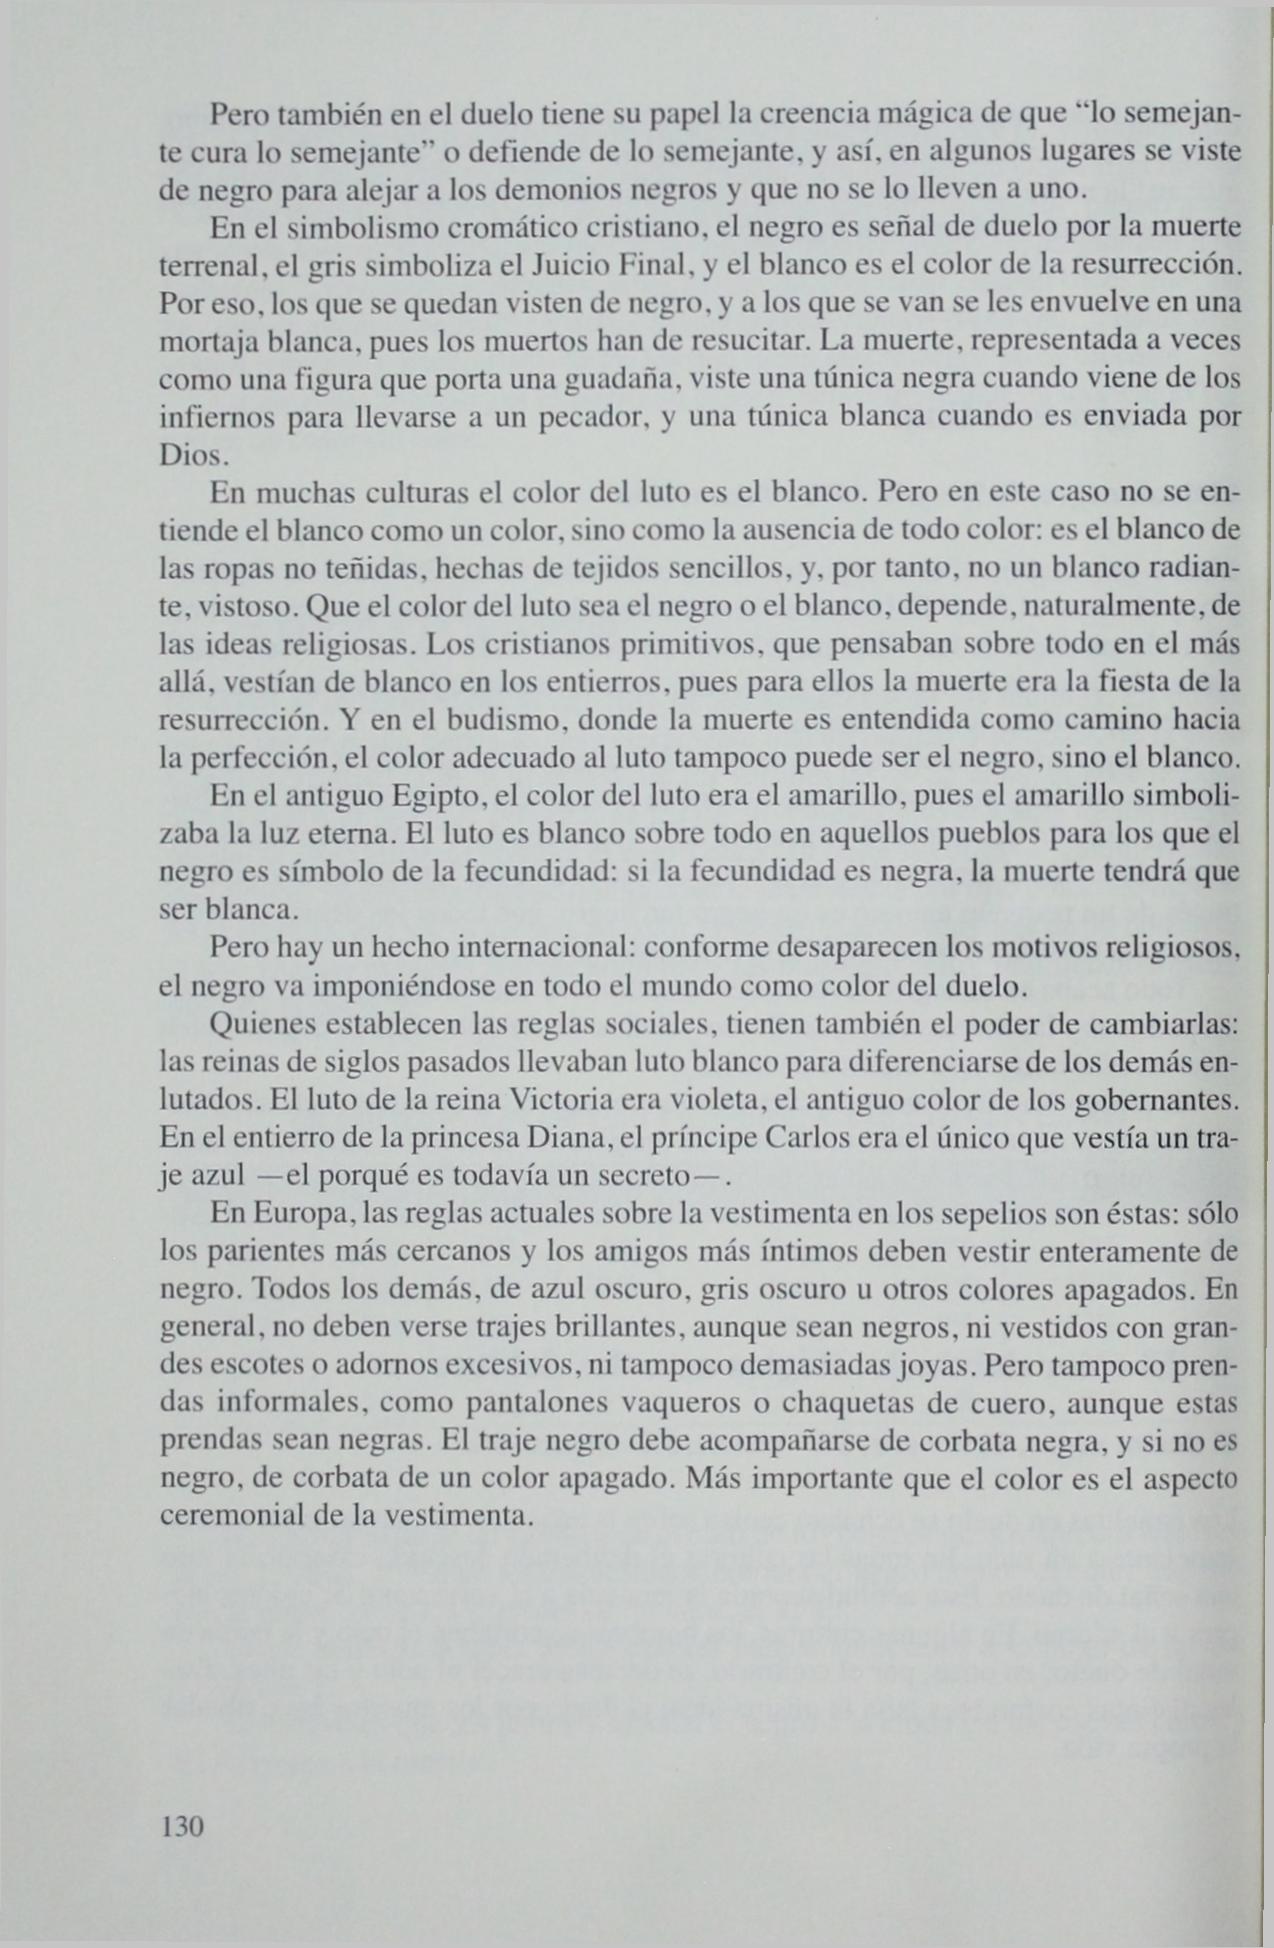 Pero también en el duelo tiene su papel la creencia mágica de que “lo semejan-
te cura lo semejante” o defiende de lo semejante, y así, en algunos lugares se viste
de negro para alejar a los demonios negros y que no se lo lleven a uno.
En el simbolismo cromático cristiano, el negro es señal de duelo por la muerte
terrenal, el gris simboliza el Juicio Final, y el blanco es el color de la resurrección.
Por eso, los que se quedan visten de negro, y a los que se van se les envuelve en una
mortaja blanca, pues los muertos han de resucitar. La muerte, representada a veces
como una figura que porta una guadaña, viste una túnica negra cuando viene de los
infiernos para llevarse a un pecador, y una túnica blanca cuando es enviada por
Dios.
En muchas culturas el color del luto es el blanco. Pero en este caso no se en-
tiende el blanco como un color, sino como la ausencia de todo color: es el blanco de
las ropas no teñidas, hechas de tejidos sencillos, y, por tanto, no un blanco radian-
te, vistoso. Que el color del luto sea el negro o el blanco, depende, naturalmente, de
las ideas religiosas. Los cristianos primitivos, que pensaban sobre todo en el más
allá, vestían de blanco en los entierros, pues para ellos la muerte era la fiesta de la
resurrección. Y en el budismo, donde la muerte es entendida como camino hacia
la perfección, el color adecuado al luto tampoco puede ser el negro, sino el blanco.
En el antiguo Egipto, el color del luto era el amarillo, pues el amarillo simboli-
zaba la luz eterna. El luto es blanco sobre todo en aquellos pueblos para los que el
negro es símbolo de la fecundidad: si la fecundidad es negra, la muerte tendrá que
ser blanca.
Pero hay un hecho internacional: conforme desaparecen los motivos religiosos,
el negro va imponiéndose en todo el mundo como color del duelo.
Quienes establecen las reglas sociales, tienen también el poder de cambiarlas:
las reinas de siglos pasados llevaban luto blanco para diferenciarse de los demás en-
lutados. El luto de la reina Victoria era violeta, el antiguo color de los gobernantes.
En el entierro de la princesa Diana, el príncipe Carlos era el único que vestía un tra-
je azul —el porqué es todavía un secreto—.
En Europa, las reglas actuales sobre la vestimenta en los sepelios son éstas: sólo
los parientes más cercanos y los amigos más íntimos deben vestir enteramente de
negro. Todos los demás, de azul oscuro, gris oscuro u otros colores apagados. En
general, no deben verse trajes brillantes, aunque sean negros, ni vestidos con gran-
des escotes o adornos excesivos, ni tampoco demasiadas joyas. Pero tampoco pren-
das informales, como pantalones vaqueros o chaquetas de cuero, aunque estas
prendas sean negras. El traje negro debe acompañarse de corbata negra, y si no es
negro, de corbata de un color apagado. Más importante que el color es el aspecto
ceremonial de la vestimenta.
130